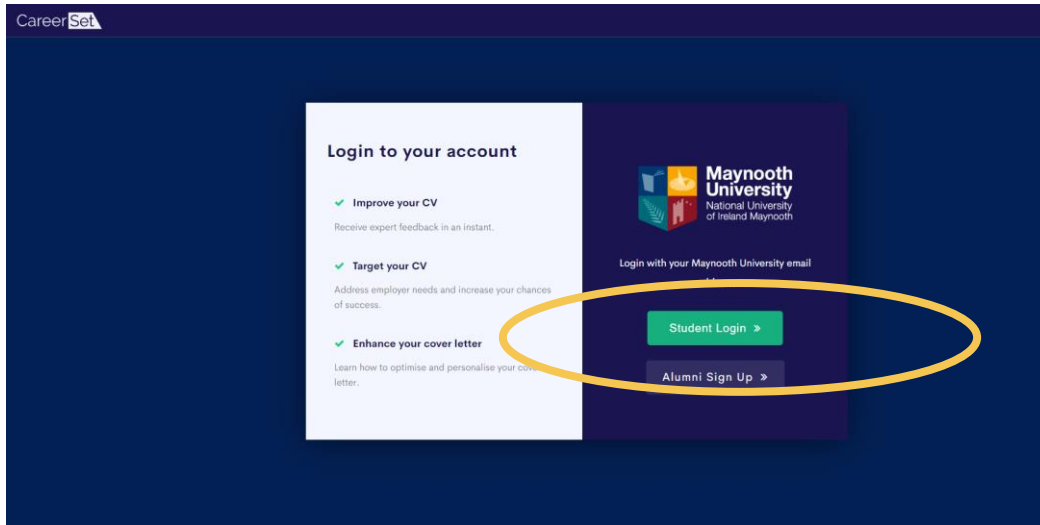 CareerSet
Login to your account
Improve your CV
Receive expert feedback in an instant.
Target your CV
Address employer needs and increase your chances
of success.
Enhance your cover letter
Learn how to optimise and personalise your
letter.
Maynooth
University
National University
of Ireland Maynooth
Login with your Maynooth University email
Student Login »
Alumni Sign Up »